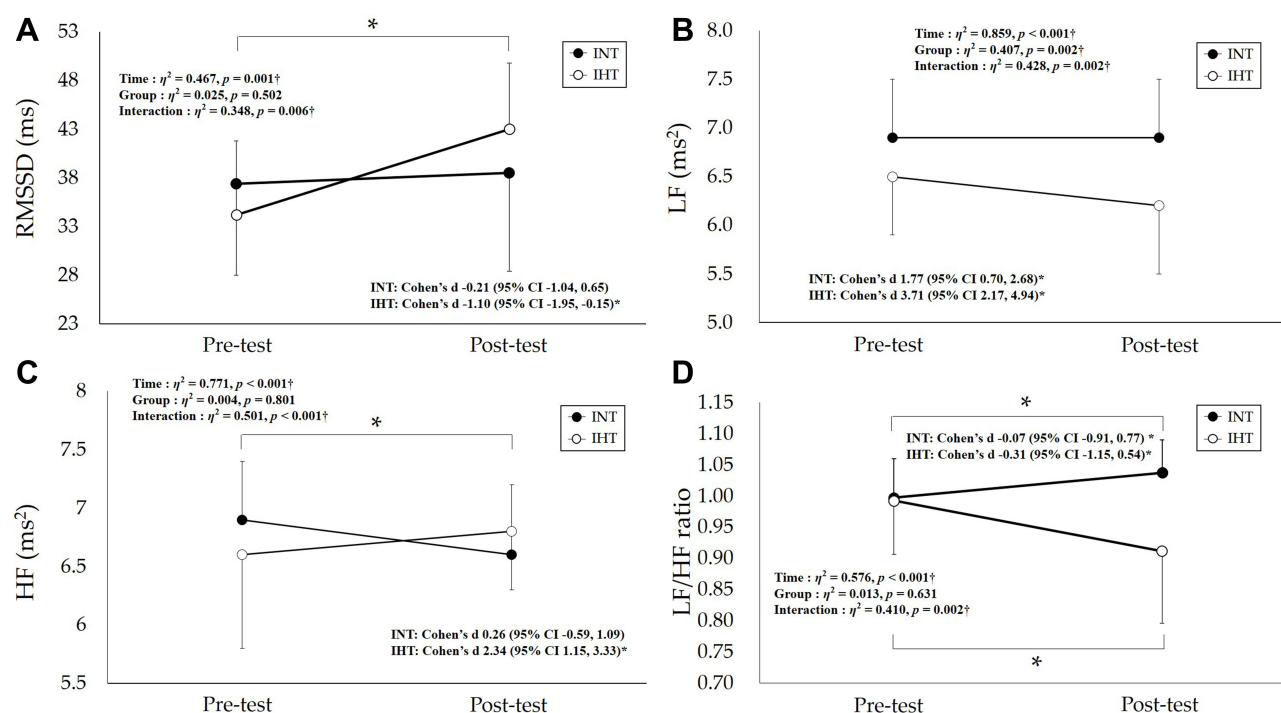 A
*
53
48
43
38
33
28
23
RMSSD (ms)
INT
IHT
Time : η² = 0.467, p = 0.001†
Group : η² = 0.025, p = 0.502
Interaction : η² = 0.348, p = 0.006†
INT: Cohen's d -0.21 (95% CI -1.04, 0.65)
IHT: Cohen's d -1.10 (95% CI -1.95, -0.15)*
Pre-test
Post-test
B
8.0
7.5
7.0
6.5
6.0
5.5
5.0
LF (ms²)
Time : η² = 0.859, p < 0.001†
Group : η² = 0.407, p = 0.002†
Interaction : η² = 0.428, p = 0.002†
INT
IHT
INT: Cohen's d 1.77 (95% CI 0.70, 2.68)*
IHT: Cohen's d 3.71 (95% CI 2.17, 4.94)*
Pre-test
Post-test
C
8
7.5
7
6.5
6
5.5
HF (ms²)
Time : η² = 0.771, p < 0.001†
Group : η² = 0.004, p = 0.801
Interaction : η² = 0.501, p < 0.001†
*
INT
IHT
INT: Cohen's d 0.26 (95% CI -0.59, 1.09)
IHT: Cohen's d 2.34 (95% CI 1.15, 3.33)*
Pre-test
Post-test
D
1.15
1.10
1.05
1.00
0.95
0.90
0.85
0.80
0.75
0.70
LF/HF ratio
*
INT
IHT
INT: Cohen's d -0.07 (95% CI -0.91, 0.77) *
IHT: Cohen's d -0.31 (95% CI -1.15, 0.54)*
Time : η² = 0.576, p < 0.001†
Group : η² = 0.013, p = 0.631
Interaction : η² = 0.410, p = 0.002†
*
Pre-test
Post-test